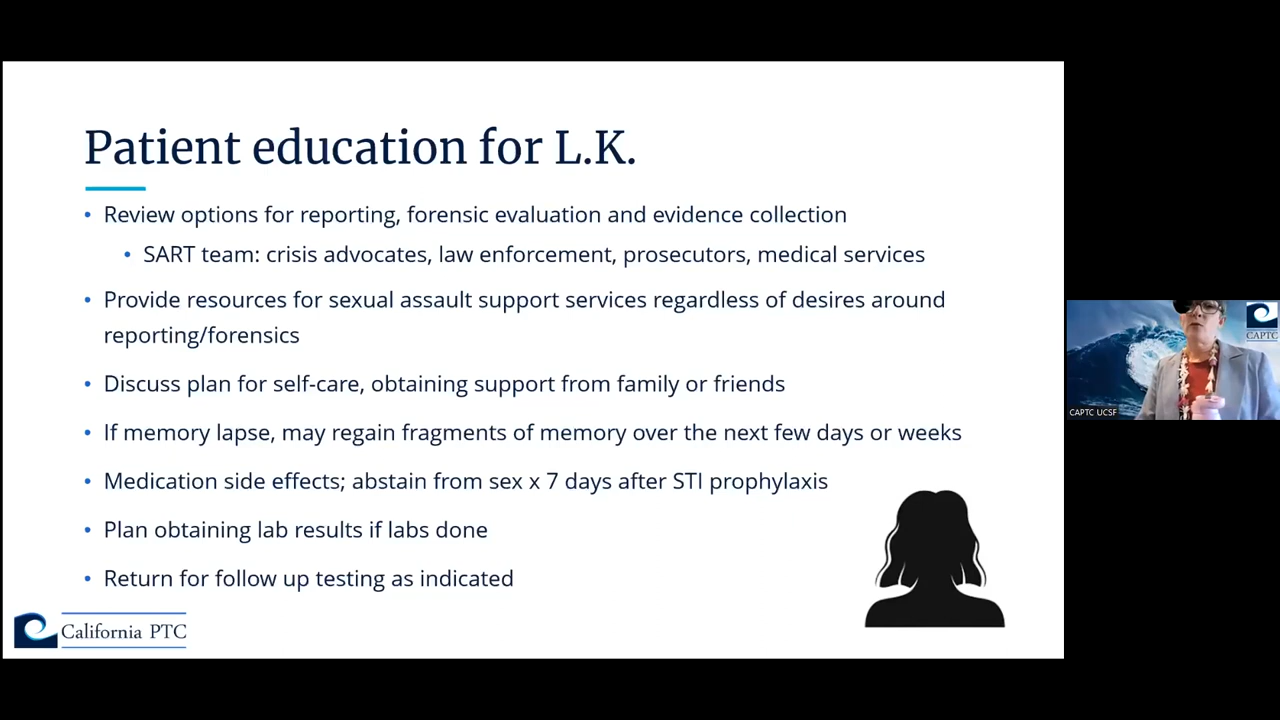 Patient education for L.K.
• Review options for reporting, forensic evaluation and evidence collection
• SART team: crisis advocates, law enforcement, prosecutors, medical services
• Provide resources for sexual assault support services regardless of desires around
reporting/forensics
• Discuss plan for self-care, obtaining support from family or friends
• If memory lapse, may regain fragments of memory over the next few days or weeks
• Medication side effects; abstain from sex x 7 days after STI prophylaxis
• Plan obtaining lab results if labs done
• Return for follow up testing as indicated
California PTC
CAPTC
CAPTC UCSF